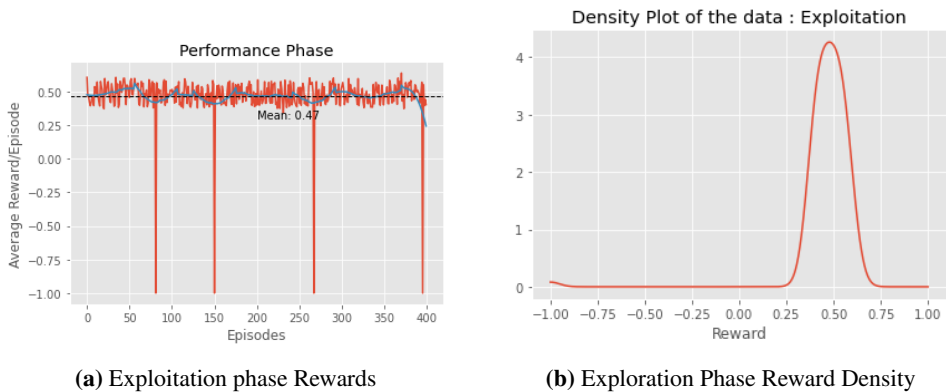 Performance Phase
0.50
0.25
0.00
−0.25
−0.50
−0.75
−1.00
Average Reward/Episode
Mean: 0.47
0 50 100 150 200 250 300 350 400
Episodes
(a) Exploitation phase Rewards
Density Plot of the data : Exploitation
4
3
2
1
0
−1.00 −0.75 −0.50 −0.25 0.00 0.25 0.50 0.75 1.00
Reward
(b) Exploration Phase Reward Density